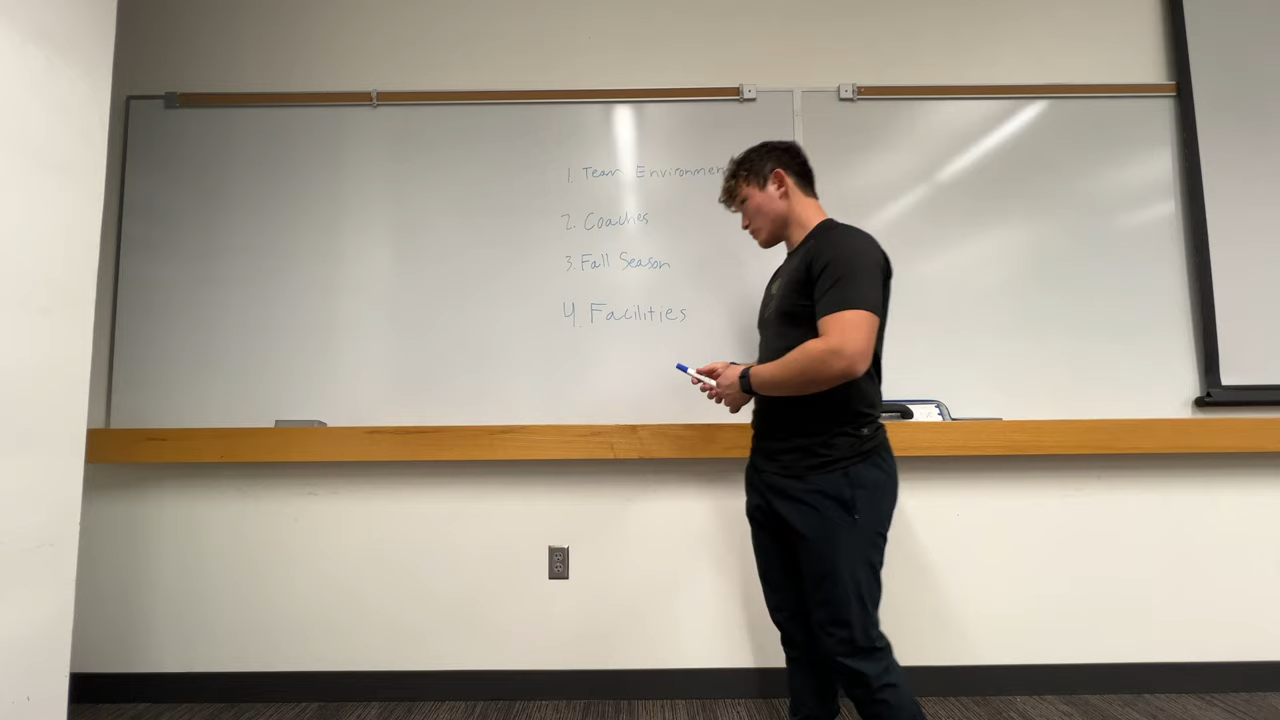 1. Team Environmen
2. Coaches
3. Fall Season
4. Facilities